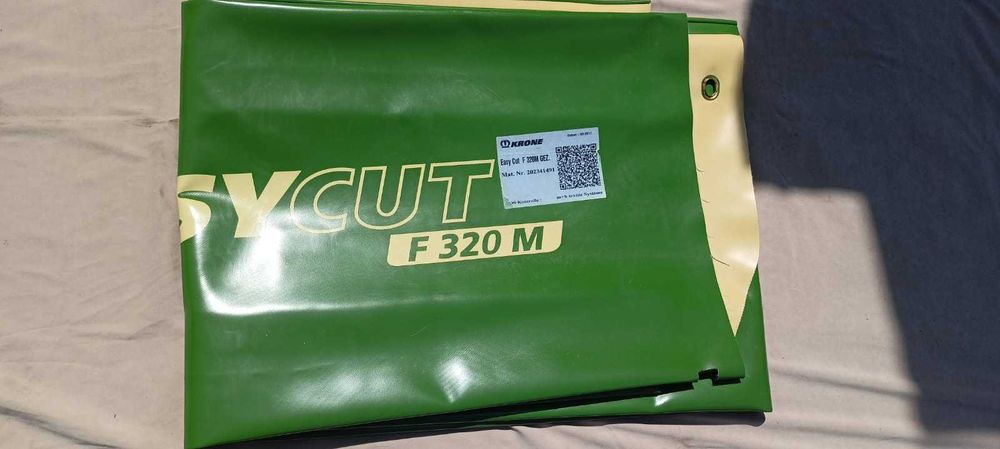 SYCUT
F 320 M
KRONE
Easy Cut F 320M GEZ.
Mat. Nr. 202341491